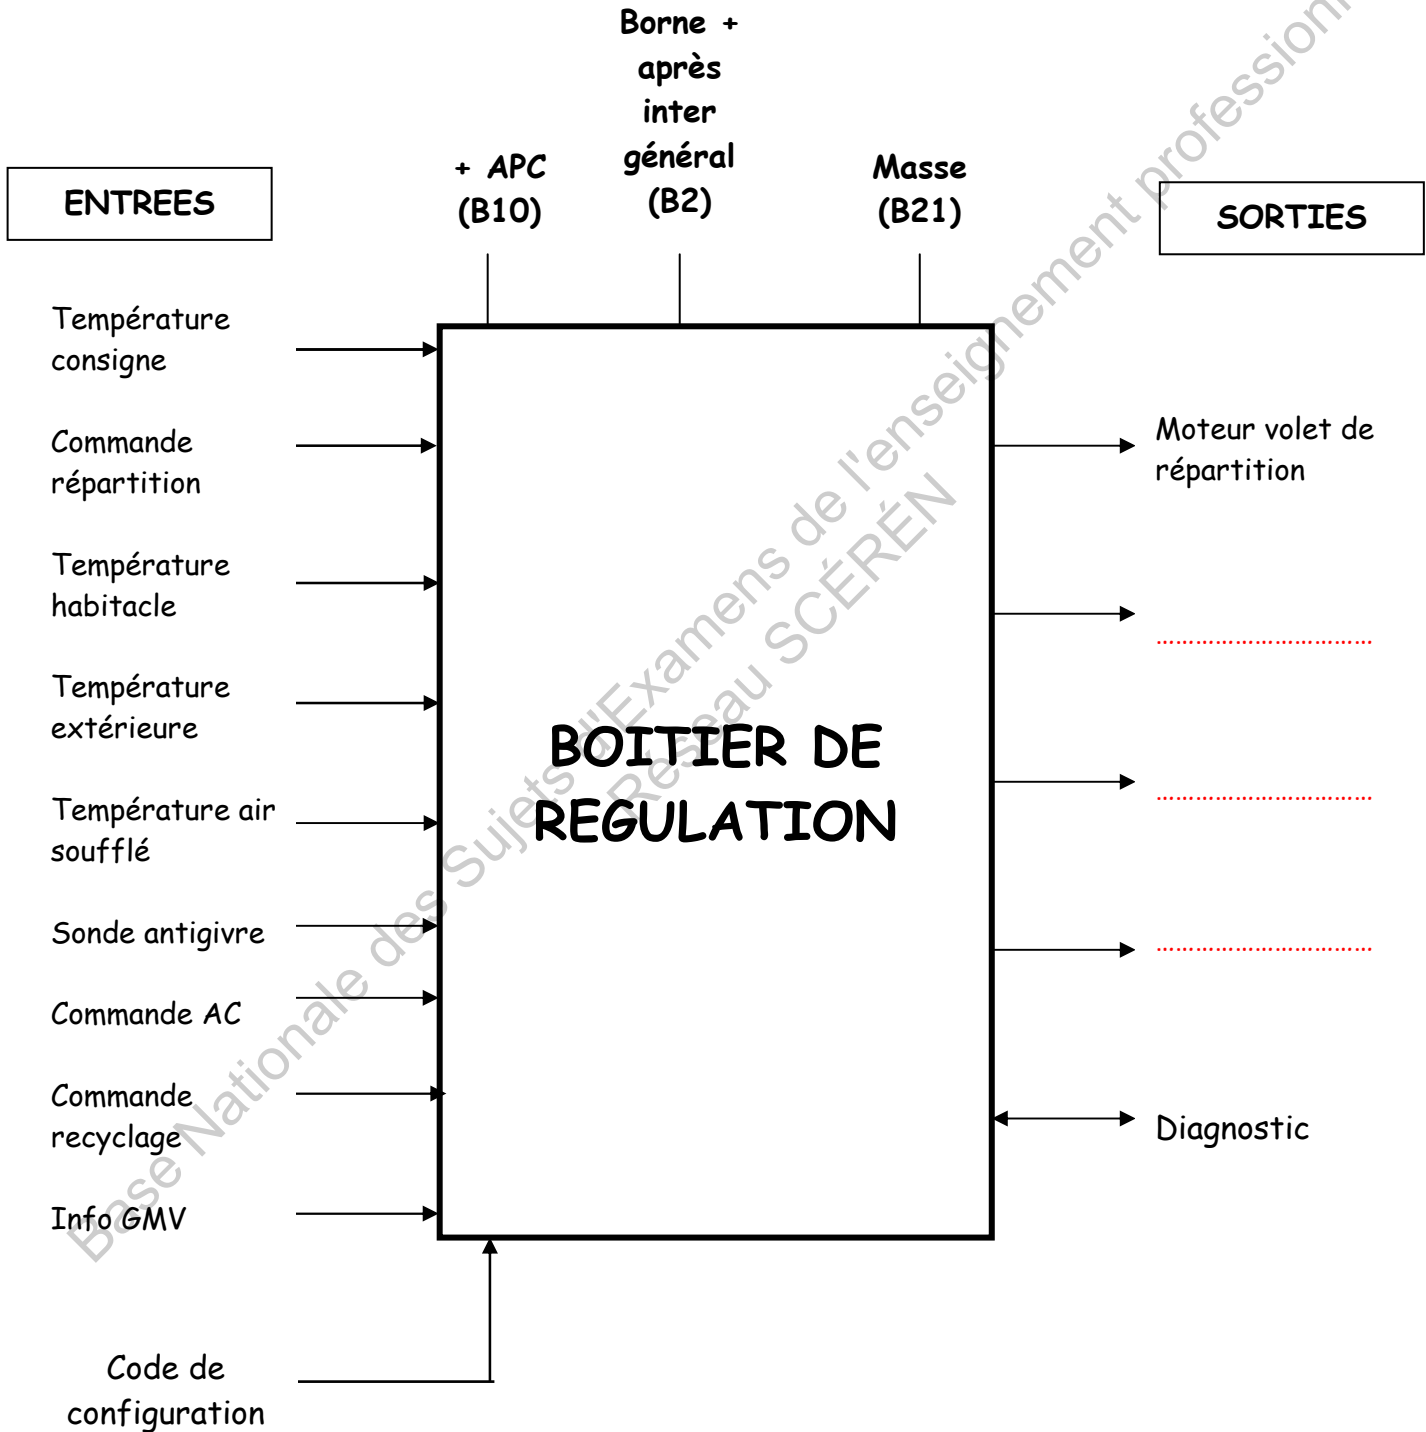 Borne +
après
inter
général
(B2)
+ APC
(B10)
Masse
(B21)
ENTREES
SORTIES
Température
consigne
Commande
répartition
Température
habitacle
Température
extérieure
Température air
soufflé
Sonde antigivre
Commande AC
Commande
recyclage
Info GMV
Code de
configuration
BOITIER DE
REGULATION
Moteur volet de
répartition
....................................
....................................
....................................
Diagnostic
Base Nationale des Sujets d'Examens de l'enseignement professionn
Réseau SCÉRÉN